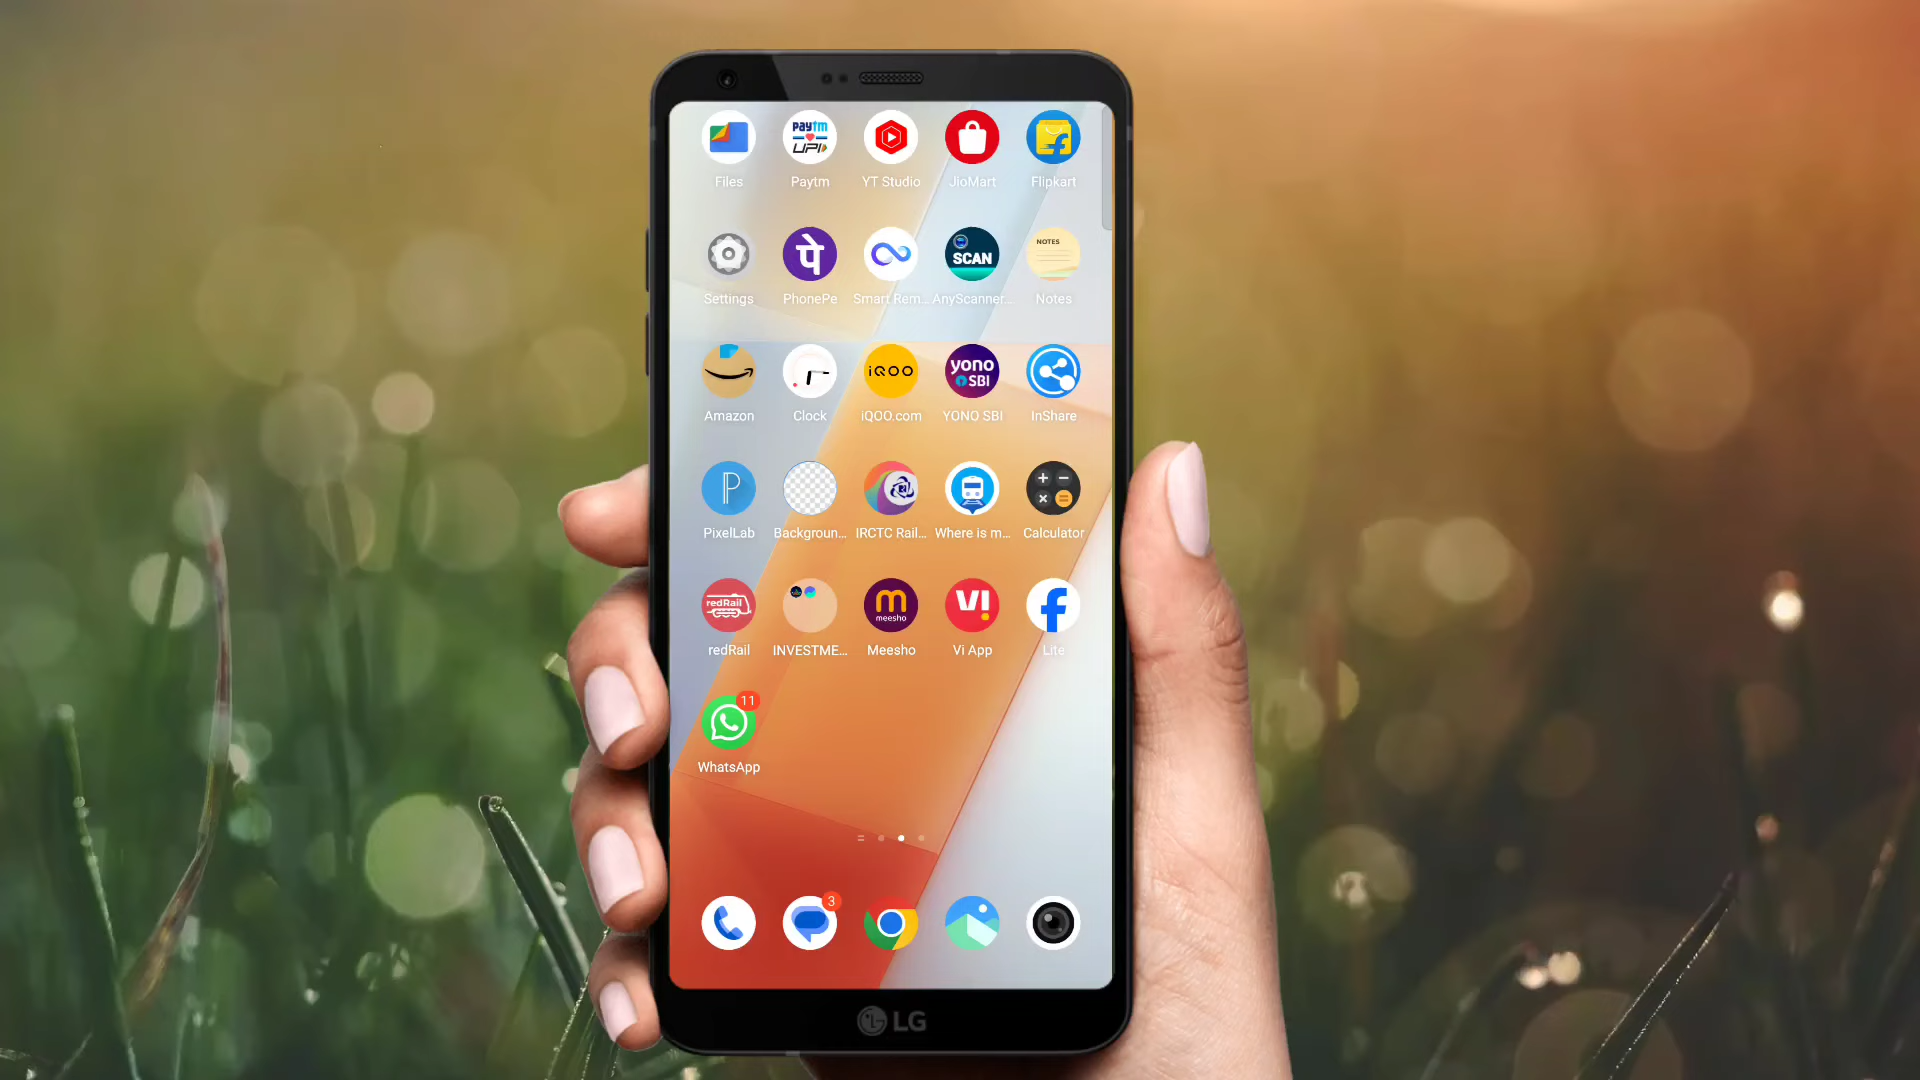 Paytm
UPI
Files
Paytm
YT Studio
JioMart
Flipkart
पे
SCAN
NOTES
Settings
PhonePe
Smart Rem...
AnyScanner...
Notes
iQOO
yono
SBI
Amazon
Clock
iQOO.com
YONO SBI
InShare
P
PixelLab
Backgroun...
IRCTC Rail...
Where is m...
Calculator
redRail
m
meesho
VI
f
redRail
INVESTME...
Meesho
Vi App
Lite
11
WhatsApp
3
LG